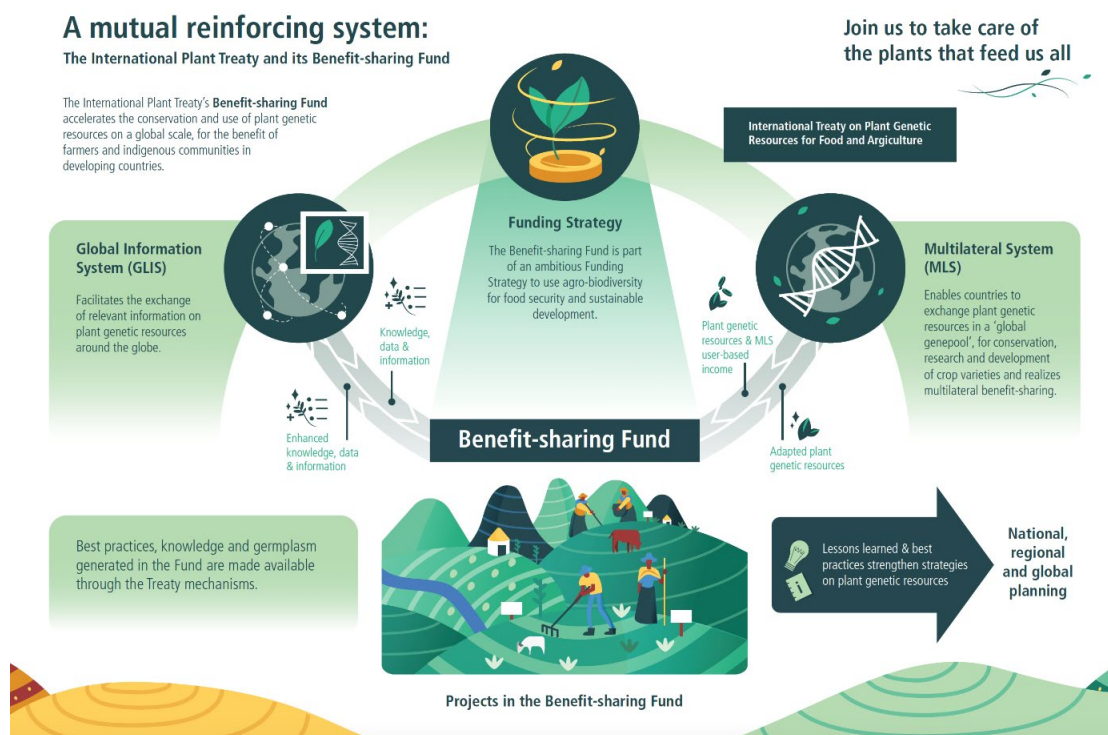 A mutual reinforcing system:
The International Plant Treaty and its Benefit-sharing Fund
The International Plant Treaty's Benefit-sharing Fund
accelerates the conservation and use of plant genetic
resources on a global scale, for the benefit of
farmers and indigenous communities in
developing countries.
Join us to take care of
the plants that feed us all
International Treaty on Plant Genetic
Resources for Food and Argiculture
Global Information
System (GLIS)
Facilitates the exchange
of relevant information on
plant genetic resources
around the globe.
Funding Strategy
The Benefit-sharing Fund is part
of an ambitious Funding
Strategy to use agro-biodiversity
for food security and sustainable
development.
Multilateral System
(MLS)
Enables countries to
exchange plant genetic
resources in a 'global
genepool', for conservation,
research and development
of crop varieties and realizes
multilateral benefit-sharing.
Knowledge,
data &
information
Enhanced
knowledge, data
& information
Plant genetic
resources & MLS
user-based
income
Adapted plant
genetic resources
Benefit-sharing Fund
Best practices, knowledge and germplasm
generated in the Fund are made available
through the Treaty mechanisms.
Lessons learned & best
practices strengthen strategies
on plant genetic resources
National,
regional
and global
planning
Projects in the Benefit-sharing Fund